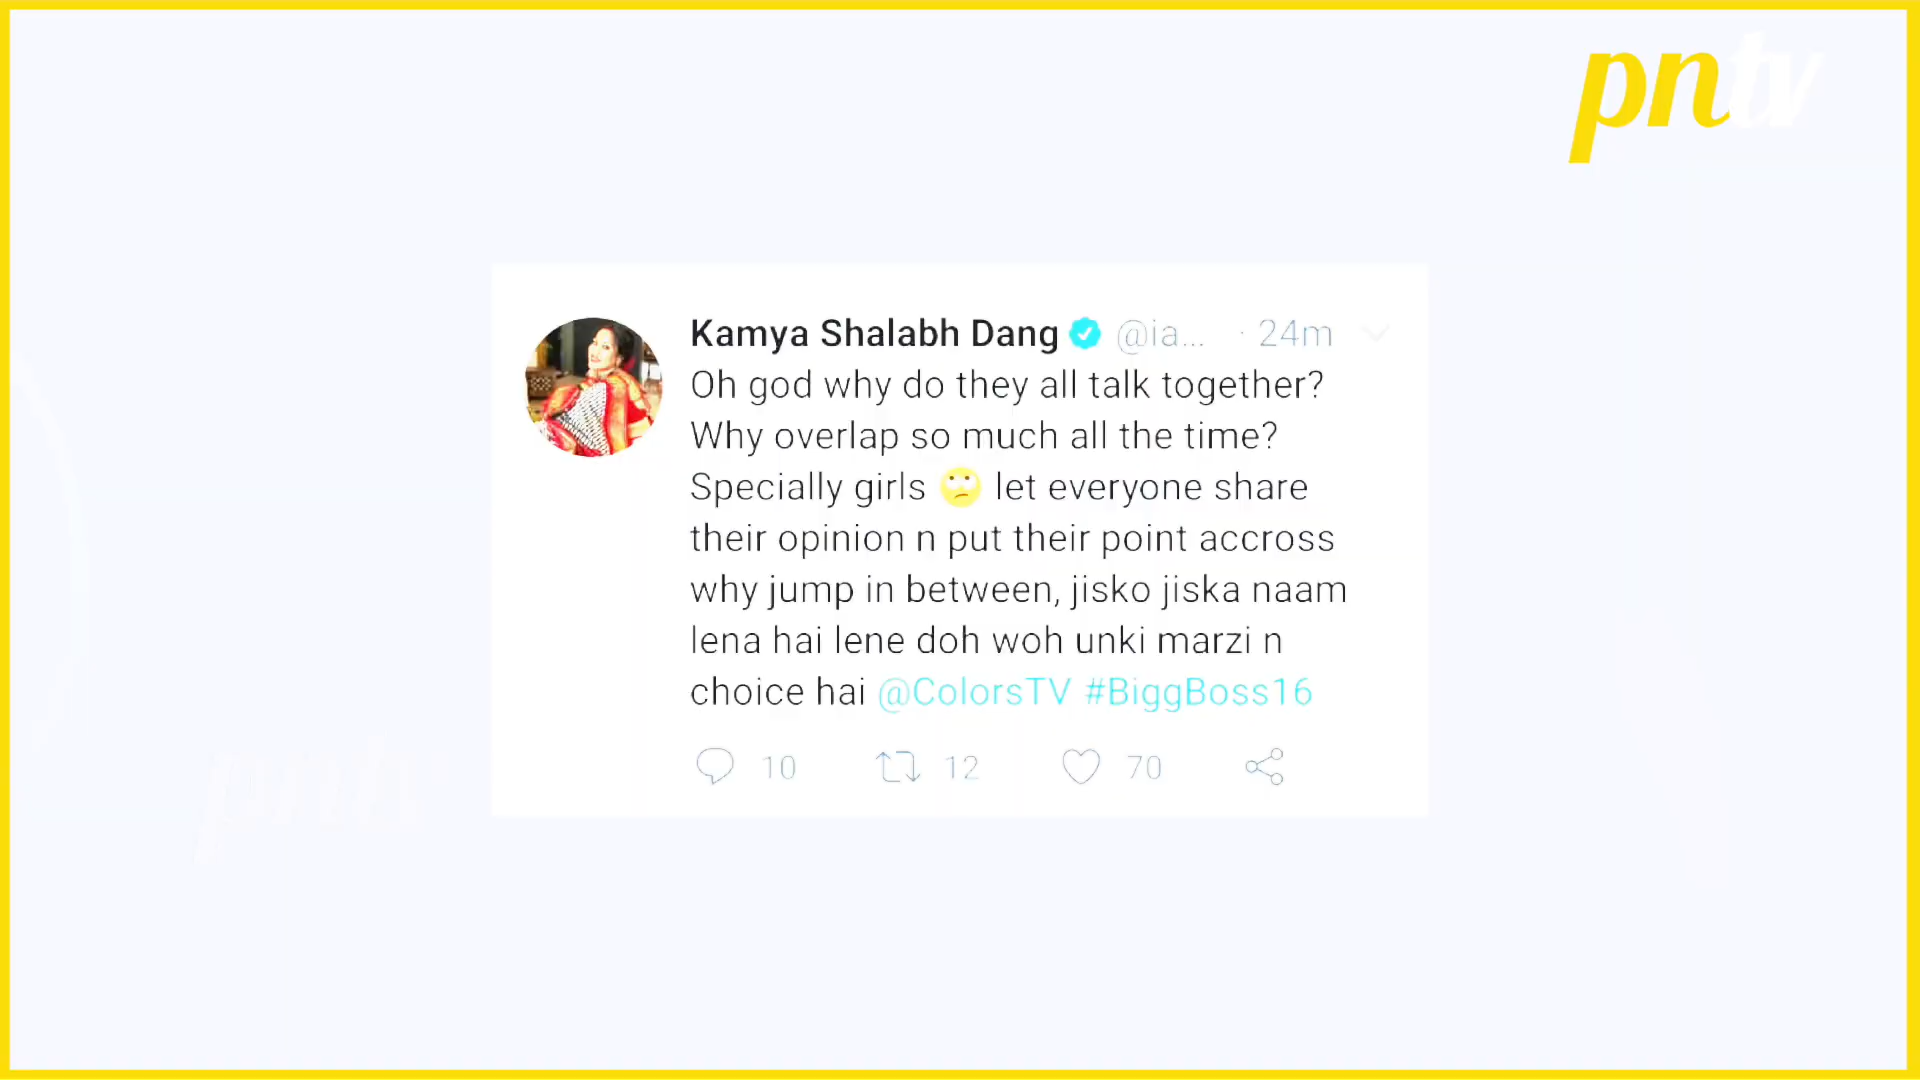 pntv
Kamya Shalabh Dang @ia... · 24m
Oh god why do they all talk together?
Why overlap so much all the time?
Specially girls 🙄 let everyone share
their opinion n put their point accross
why jump in between, jisko jiska naam
lena hai lene doh woh unki marzi n
choice hai @ColorsTV #BiggBoss16
10 12 70